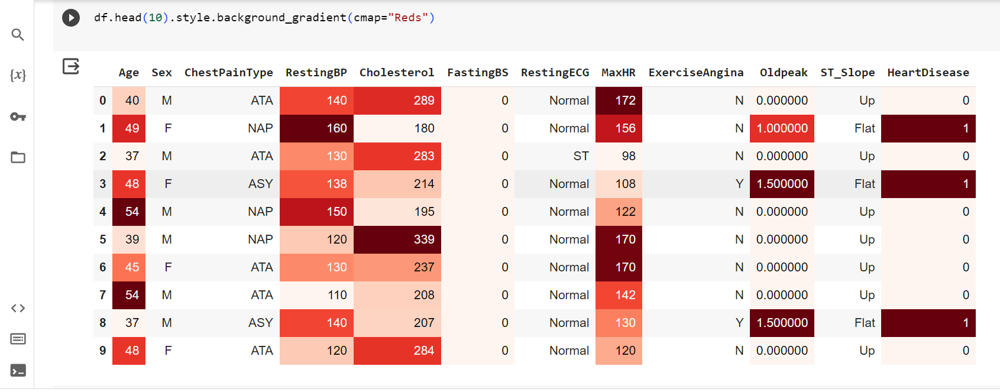 df.head(10).style.background_gradient(cmap="Reds")
{x}
Age Sex ChestPainType RestingBP Cholesterol FastingBS RestingECG MaxHR ExerciseAngina Oldpeak ST_Slope HeartDisease
0 40 M ATA 140 289 0 Normal 172 N 0.000000 Up 0
1 49 F NAP 160 180 0 Normal 156 N 1.000000 Flat 1
2 37 M ATA 130 283 0 ST 98 N 0.000000 Up 0
3 48 F ASY 138 214 0 Normal 108 Y 1.500000 Flat 1
4 54 M NAP 150 195 0 Normal 122 N 0.000000 Up 0
5 39 M NAP 120 339 0 Normal 170 N 0.000000 Up 0
6 45 F ATA 130 237 0 Normal 170 N 0.000000 Up 0
7 54 M ATA 110 208 0 Normal 142 N 0.000000 Up 0
8 37 M ASY 140 207 0 Normal 130 Y 1.500000 Flat 1
9 48 F ATA 120 284 0 Normal 120 N 0.000000 Up 0